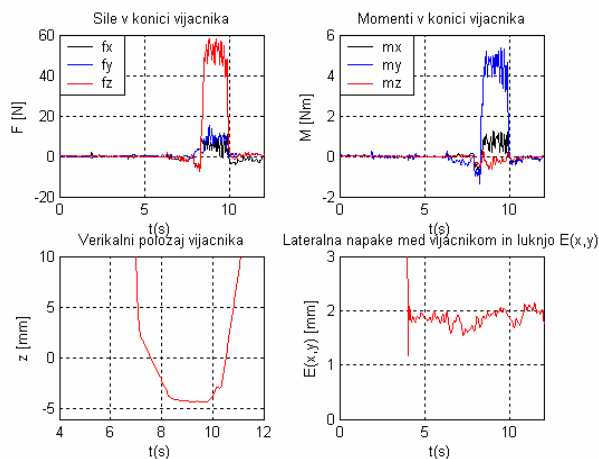 Sile v konici vijacnika
60
40
20
0
-20
F [N]
fx
fy
fz
0
5
10
t(s)
Momenti v konici vijacnika
6
4
2
0
-2
M [Nm]
mx
my
mz
0
5
10
t(s)
Verikalni polozaj vijacnika
10
5
0
-5
z [mm]
4
6
8
10
12
t(s)
Lateralna napake med vijacnikom in luknjo E(x,y)
3
2
1
0
E(x,y) [mm]
0
5
10
t(s)